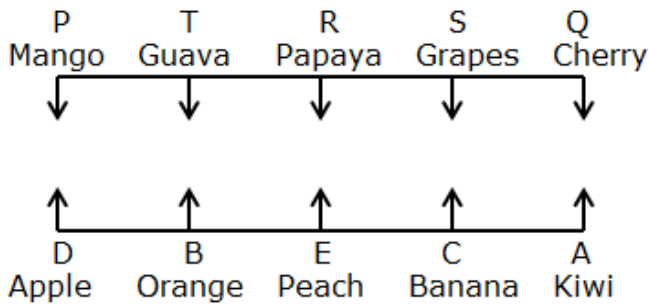 P T R S Q
Mango Guava Papaya Grapes Cherry
D B E C A
Apple Orange Peach Banana Kiwi